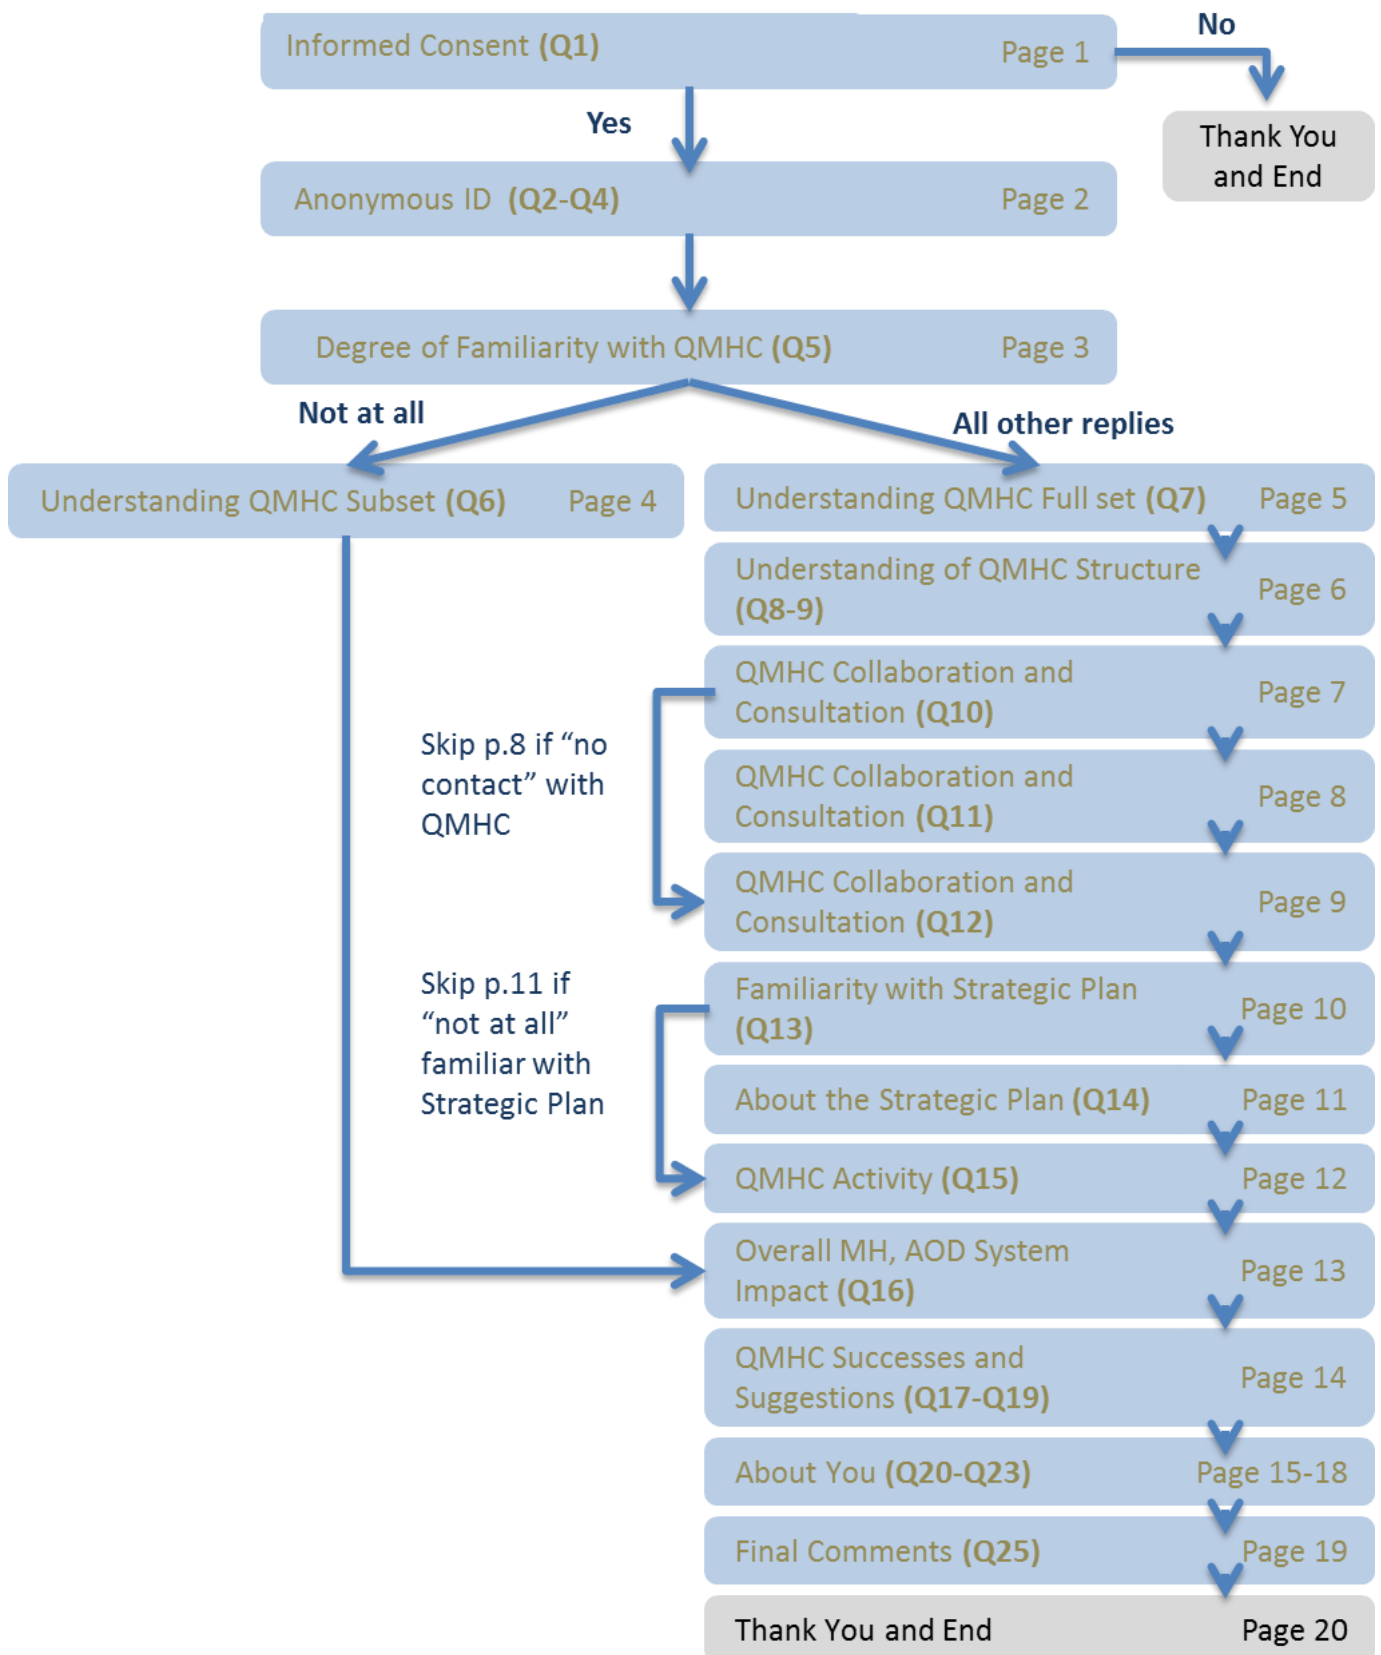 No
Informed Consent (Q1) Page 1
Yes
Thank You
and End
Anonymous ID (Q2-Q4) Page 2
Degree of Familiarity with QMHC (Q5) Page 3
Not at all
All other replies
Understanding QMHC Subset (Q6) Page 4
Understanding QMHC Full set (Q7) Page 5
Understanding of QMHC Structure
(Q8-9)
Page 6
QMHC Collaboration and
Consultation (Q10)
Page 7
Skip p.8 if “no
contact” with
QMHC
QMHC Collaboration and
Consultation (Q11)
Page 8
QMHC Collaboration and
Consultation (Q12)
Page 9
Skip p.11 if
“not at all”
familiar with
Strategic Plan
Familiarity with Strategic Plan
(Q13)
Page 10
About the Strategic Plan (Q14) Page 11
QMHC Activity (Q15) Page 12
Overall MH, AOD System
Impact (Q16)
Page 13
QMHC Successes and
Suggestions (Q17-Q19)
Page 14
About You (Q20-Q23) Page 15-18
Final Comments (Q25) Page 19
Thank You and End Page 20